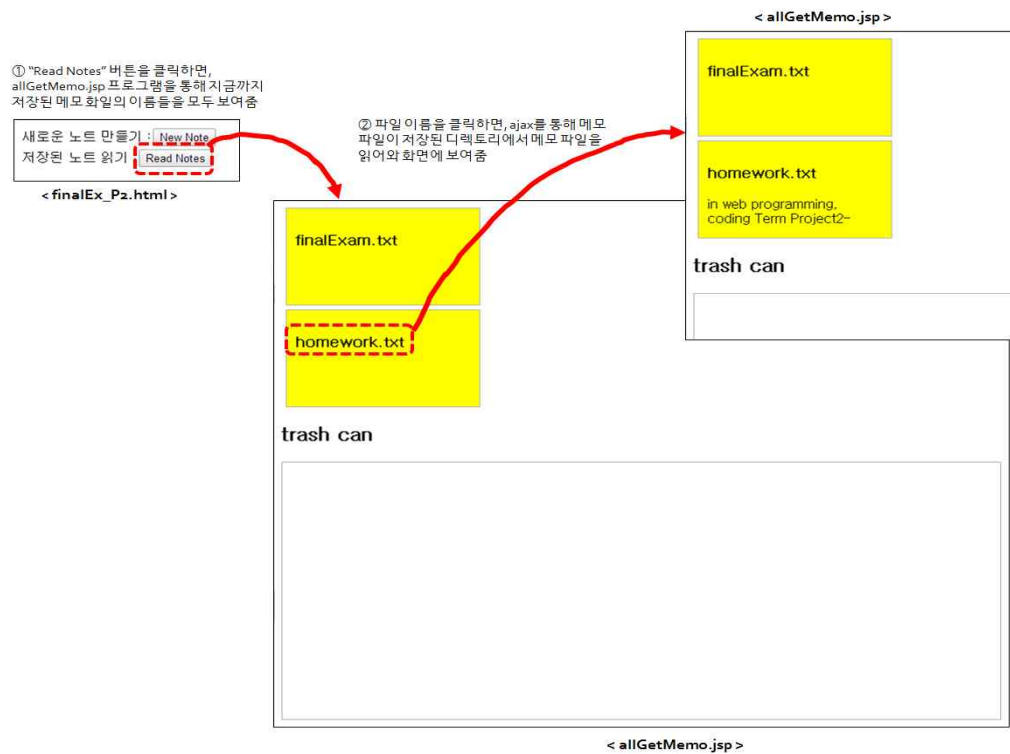 ① “Read Notes” 버튼을 클릭하면,
allGetMemo.jsp 프로그램을 통해 지금까지
저장된 메모 화일의 이름들을 모두 보여줌
새로운 노트 만들기 : New Note
저장된 노트 읽기 Read Notes
< finalEx_P2.html >
② 파일 이름을 클릭하면, ajax를 통해 메모
파일이 저장된 디렉토리에서 메모 파일을
읽어와 화면에 보여줌
< allGetMemo.jsp >
finalExam.txt
homework.txt
in web programming,
coding Term Project2-
trash can
finalExam.txt
homework.txt
trash can
< allGetMemo.jsp >